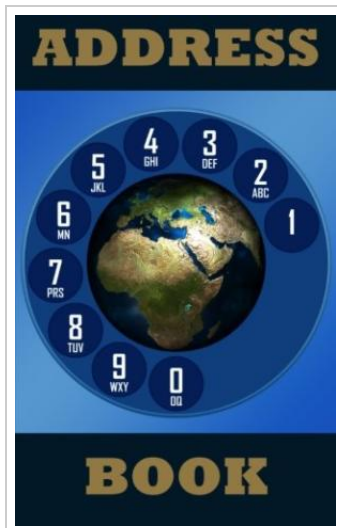 ADDRESS
4
GHI
3
DEF
5
JKL
2
ABC
6
MN
1
7
PRS
8
TUV
9
WXY
0
OQ
BOOK